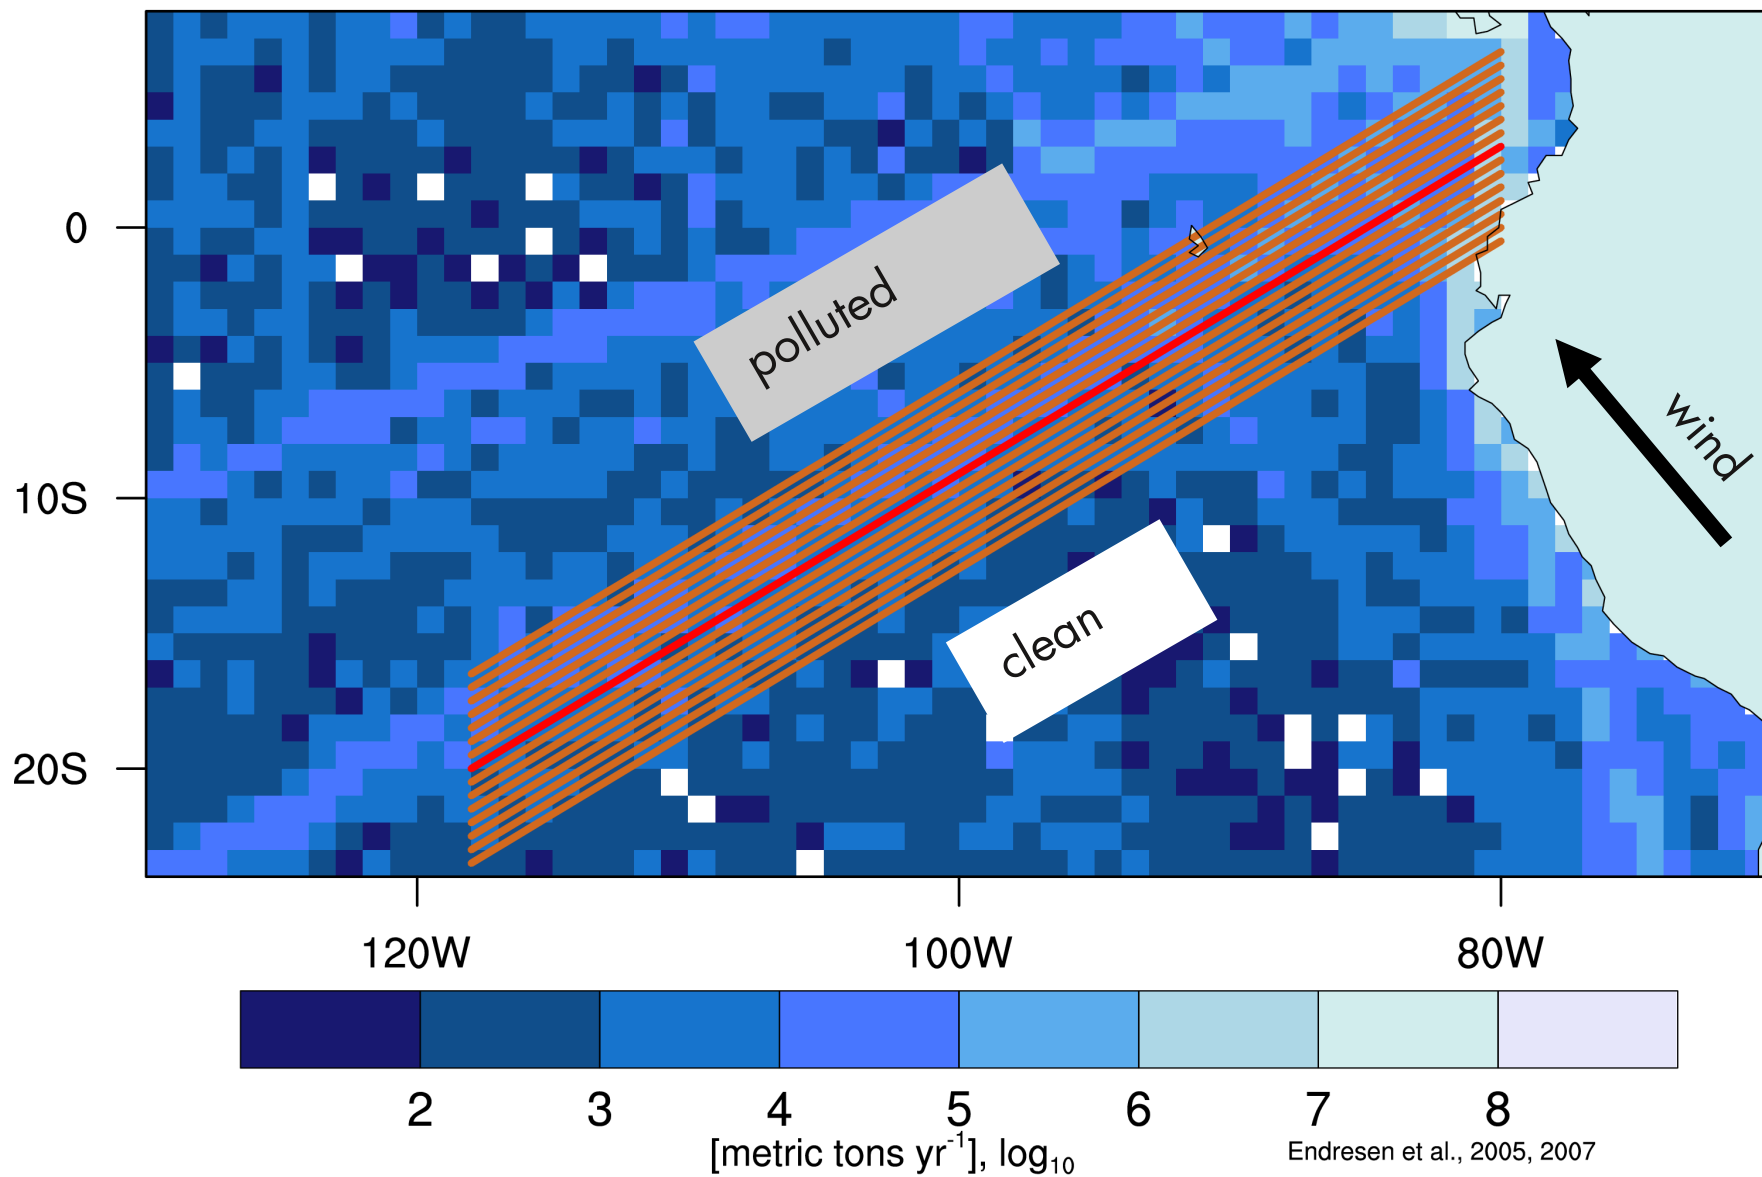 0
10S
20S
polluted
clean
wind
120W 100W 80W
2 3 4 5 6 7 8
[metric tons yr⁻¹], log₁₀
Endresen et al., 2005, 2007